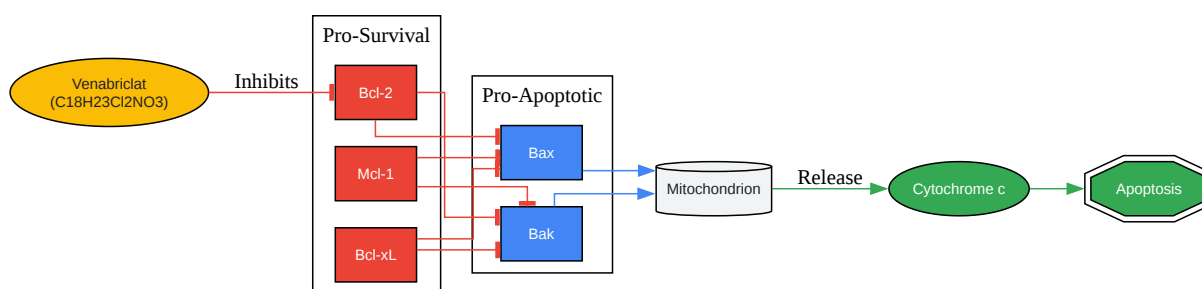 Pro-Survival
Venabriclat
(C18H23Cl2NO3)
Inhibits
Bcl-2
Mcl-1
Bcl-xL
Pro-Apoptotic
Bax
Bak
Mitochondrion
Release
Cytochrome c
Apoptosis